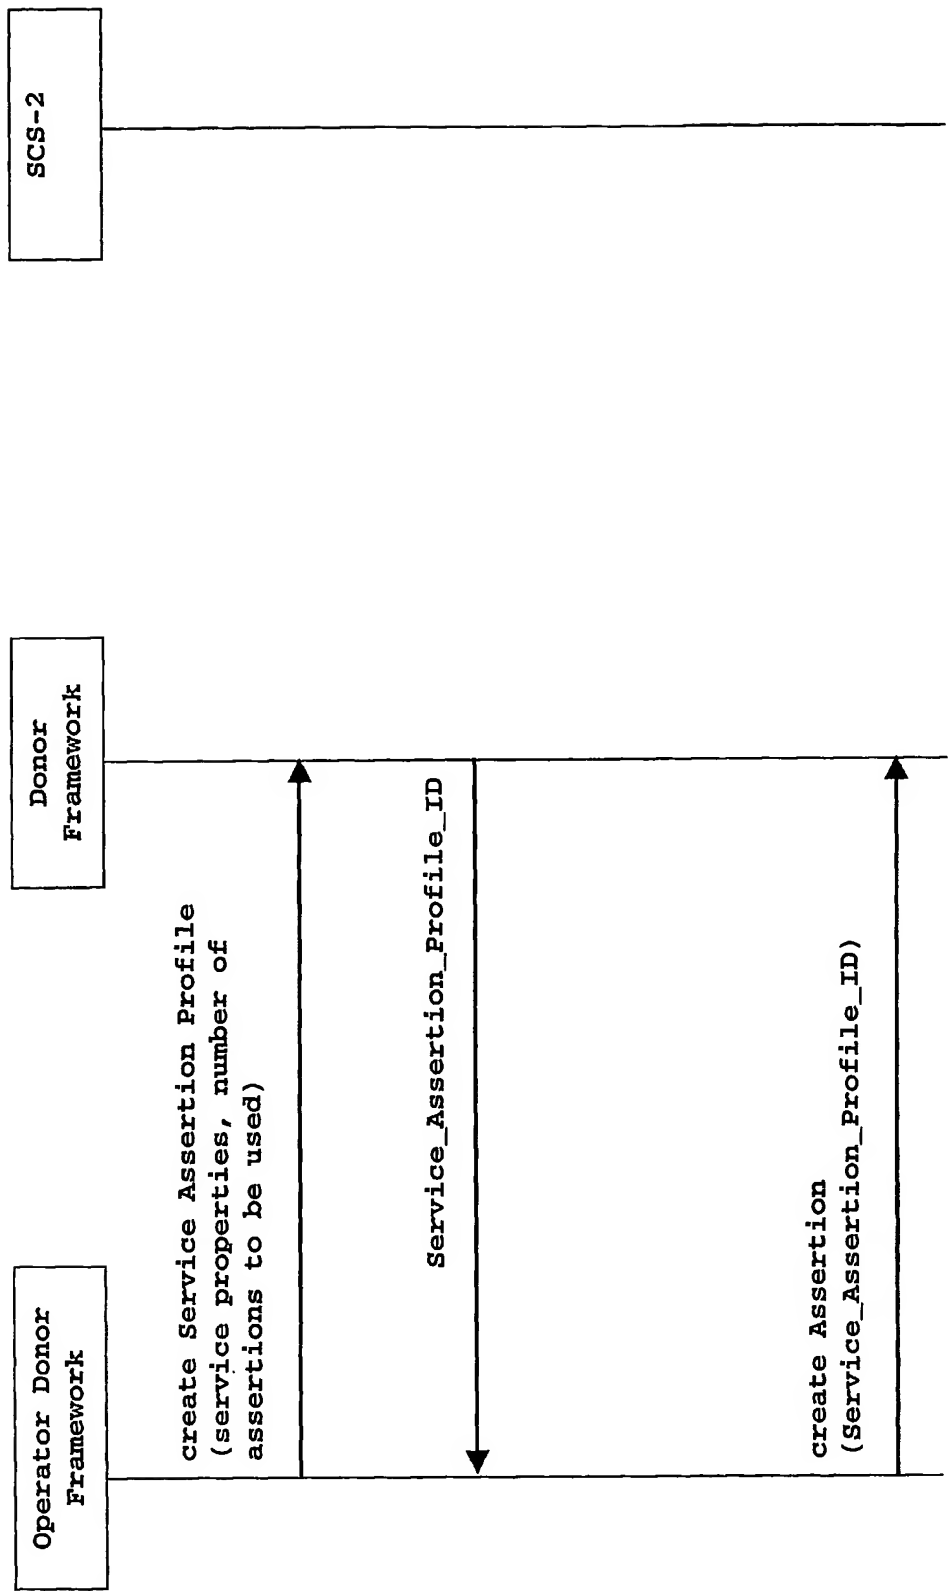 Operator Donor
Framework
Donor
Framework
SCS-2
create Service Assertion Profile
(service properties, number of
assertions to be used)
Service_Assertion_Profile_ID
create Assertion
(Service_Assertion_Profile_ID)